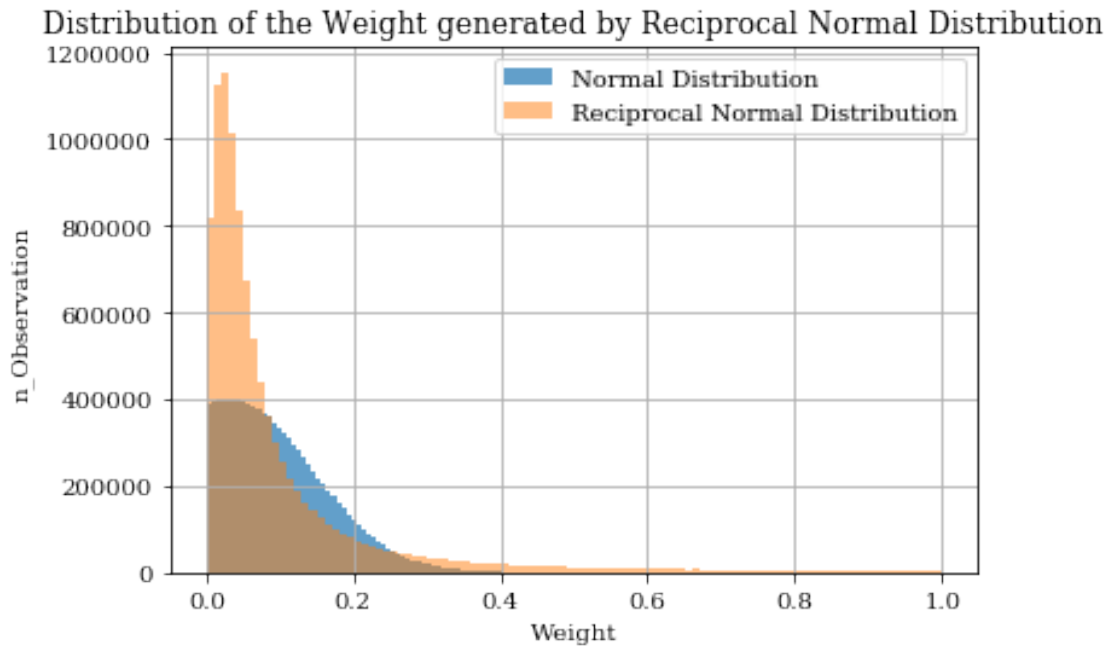 Distribution of the Weight generated by Reciprocal Normal Distribution
Normal Distribution
Reciprocal Normal Distribution
n_Observation
1200000
1000000
800000
600000
400000
200000
0
0.0 0.2 0.4 0.6 0.8 1.0
Weight